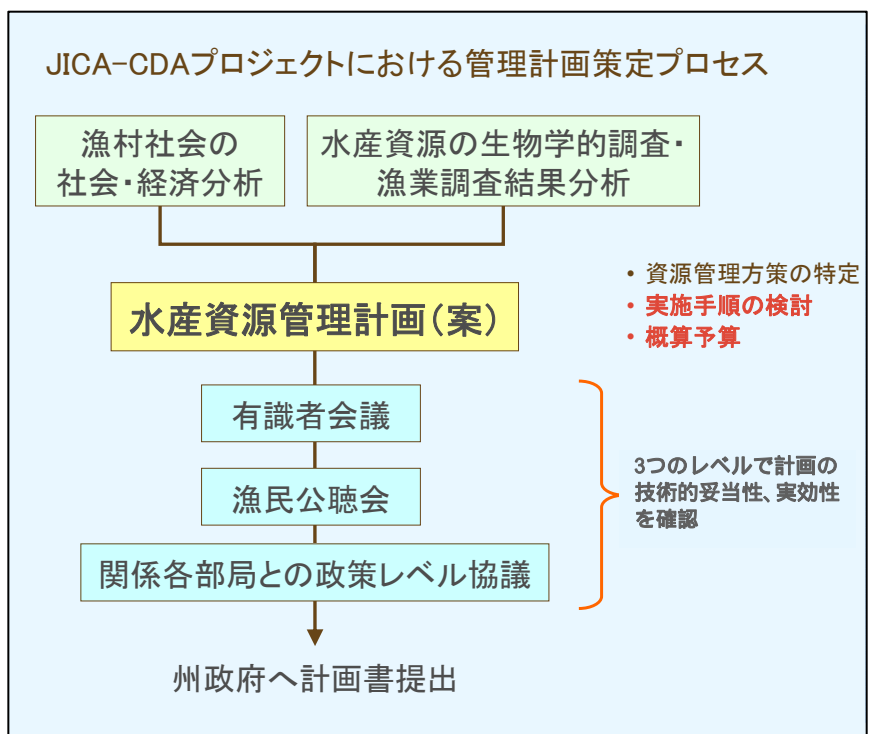 JICA-CDAプロジェクトにおける管理計画策定プロセス
漁村社会の
社会・経済分析
水産資源の生物学的調査・
漁業調査結果分析
水産資源管理計画(案)
• 資源管理方策の特定
• 実施手順の検討
• 概算予算
有識者会議
漁民公聴会
関係各部局との政策レベル協議
3つのレベルで計画の
技術的妥当性、実効性
を確認
州政府へ計画書提出